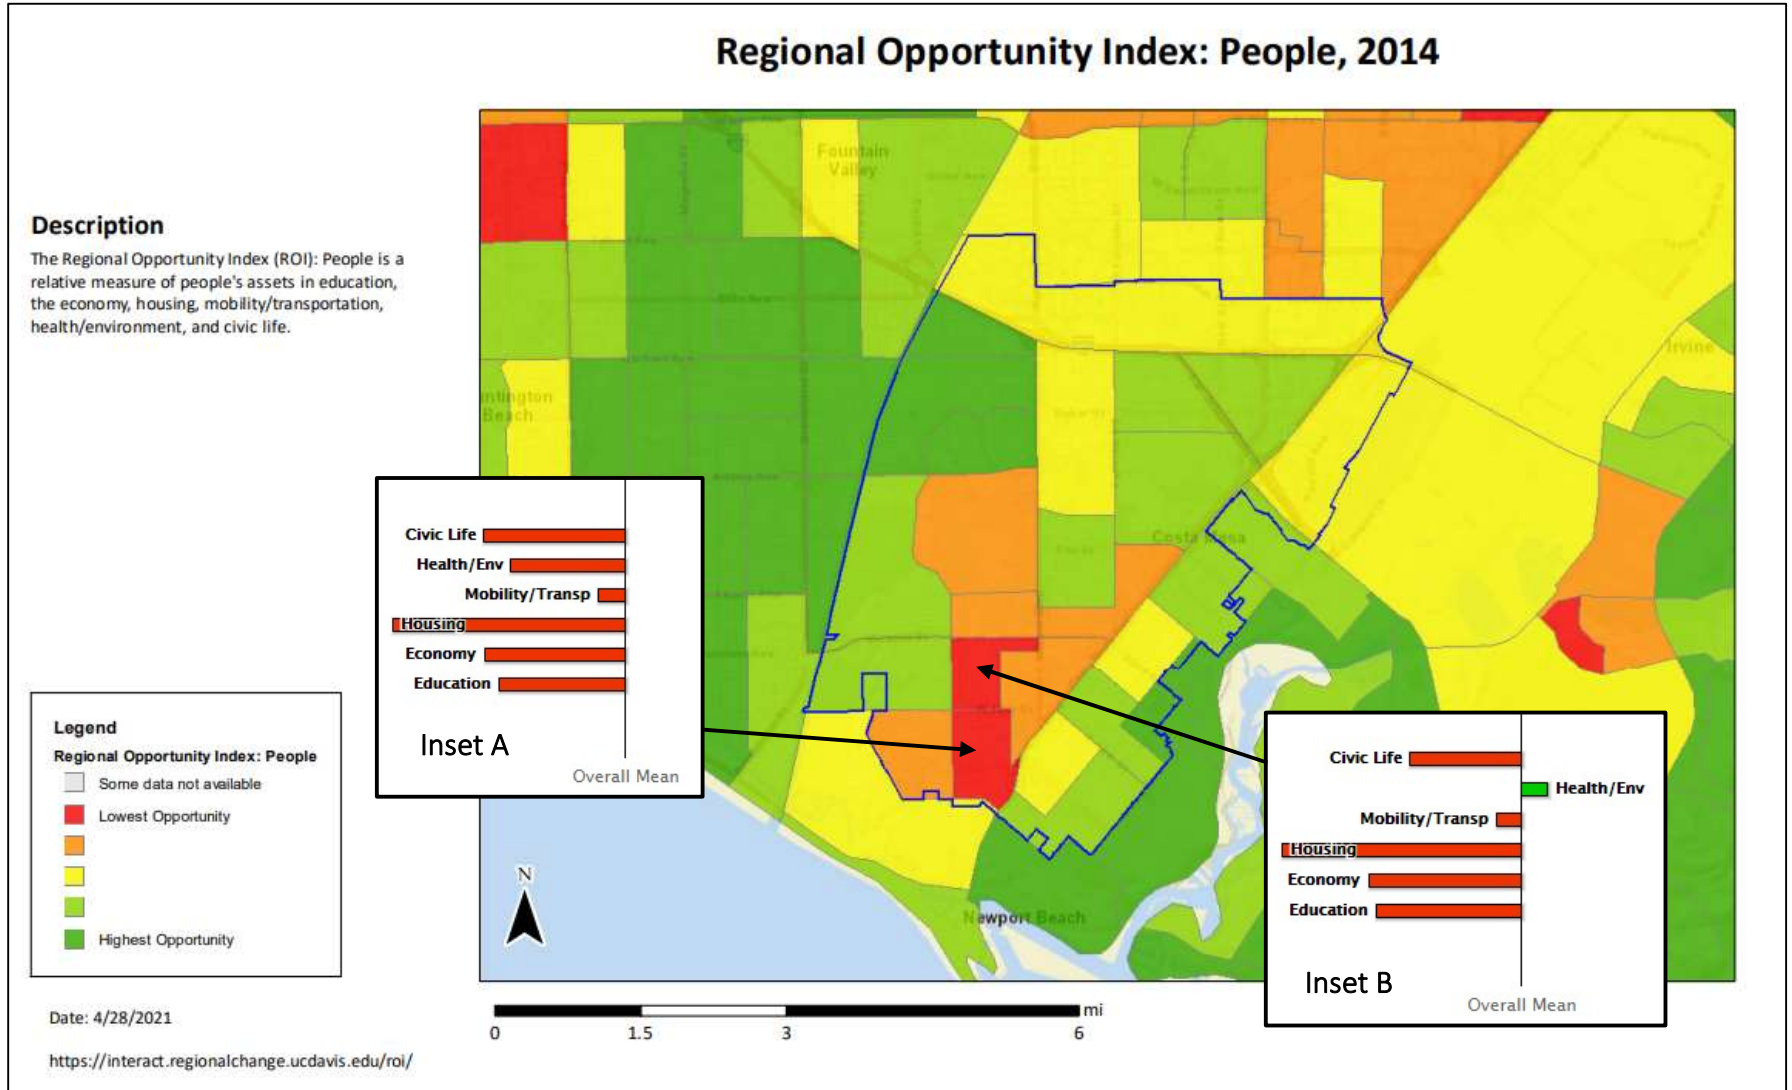 Regional Opportunity Index: People, 2014
Description
The Regional Opportunity Index (ROI): People is a
relative measure of people's assets in education,
the economy, housing, mobility/transportation,
health/environment, and civic life.
Fountain
Valley
Irvine
Beach
Costa Mesa
Newport Beach
Civic Life
Health/Env
Mobility/Transp
Housing
Economy
Education
Inset A
Overall Mean
Civic Life
Health/Env
Mobility/Transp
Housing
Economy
Education
Inset B
Overall Mean
Legend
Regional Opportunity Index: People
Some data not available
Lowest Opportunity
Highest Opportunity
N
mi
0 1.5 3 6
Date: 4/28/2021
https://interact.regionalchange.ucdavis.edu/roi/